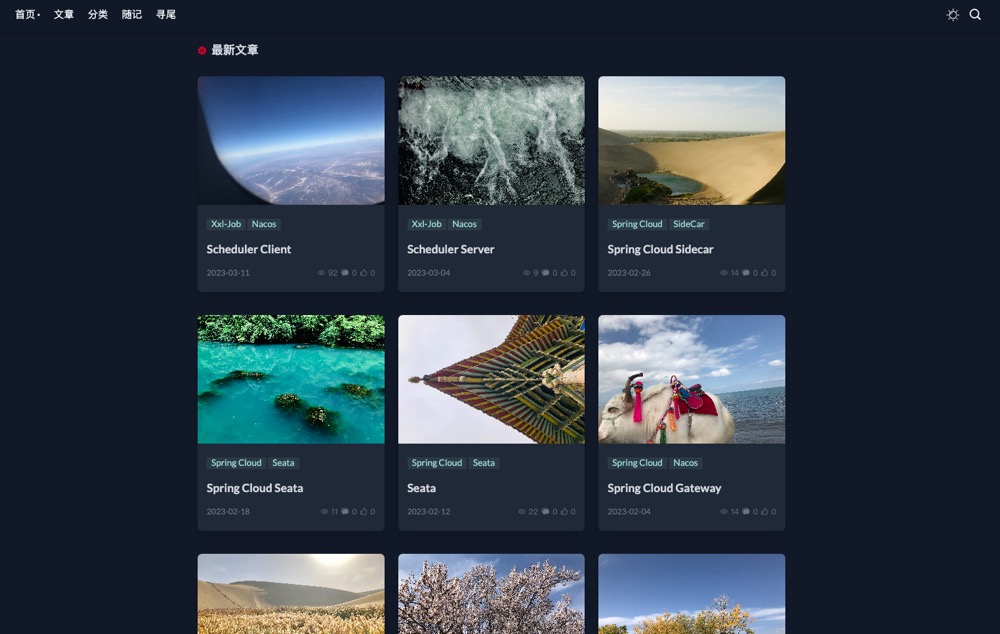 首页· 文章 分类 随记 寻尾
最新文章
Xxl-Job Nacos
Scheduler Client
2023-03-11 92 0 0
Xxl-Job Nacos
Scheduler Server
2023-03-04 9 0 0
Spring Cloud SideCar
Spring Cloud Sidecar
2023-02-26 14 0 0
Spring Cloud Seata
Spring Cloud Seata
2023-02-18 11 0 0
Spring Cloud Seata
Seata
2023-02-12 22 0 0
Spring Cloud Nacos
Spring Cloud Gateway
2023-02-04 14 0 0